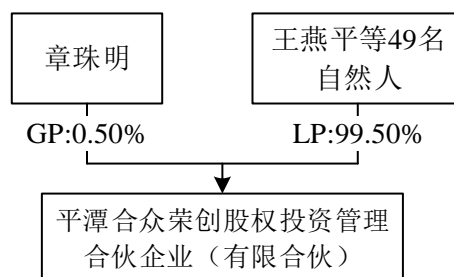 章珠明
王燕平等49名
自然人
GP:0.50%
LP:99.50%
平潭合众荣创股权投资管理
合伙企业（有限合伙）